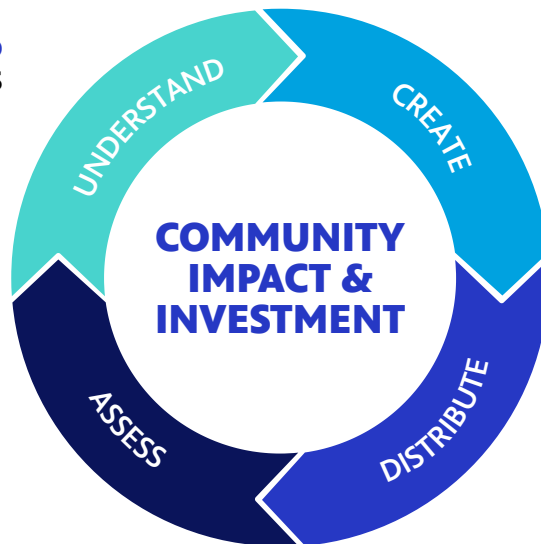 UNDERSTAND
CREATE
COMMUNITY
IMPACT &
INVESTMENT
ASSESS
DISTRIBUTE